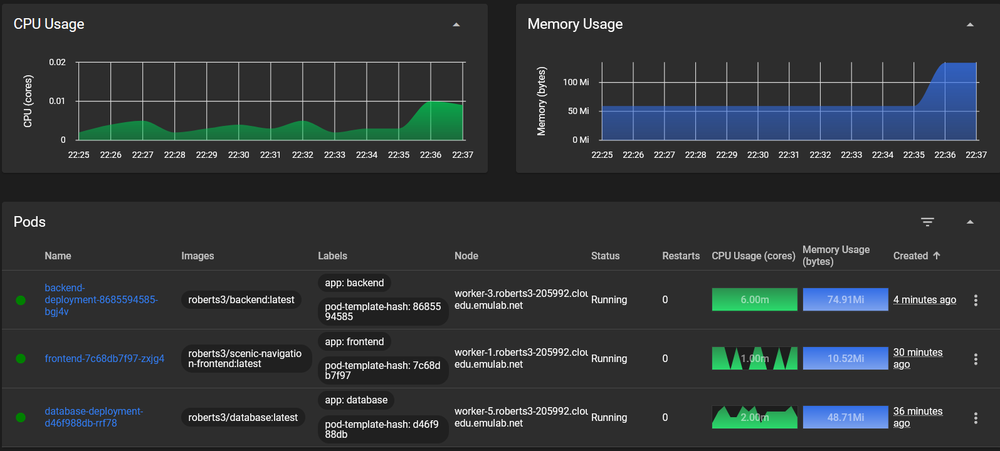 CPU Usage
CPU (cores)
0.02
0.01
0
22:25 22:26 22:27 22:28 22:29 22:30 22:31 22:32 22:33 22:34 22:35 22:36 22:37
Memory Usage
Memory (bytes)
100 Mi
50 Mi
0 Mi
22:25 22:26 22:27 22:28 22:29 22:30 22:31 22:32 22:33 22:34 22:35 22:36 22:37
Pods
Name Images Labels Node Status Restarts CPU Usage (cores) Memory Usage
(bytes) Created
backend-
deployment-8685594585-
bgj4v
roberts3/backend:latest
app: backend
pod-template-hash: 86855
94585
worker-3.roberts3-205992.clou
edu.emulab.net
Running 0 6.00m 74.91Mi 4 minutes ago
frontend-7c68db7f97-zxjg4
roberts3/scenic-navigatio
n-frontend:latest
app: frontend
pod-template-hash: 7c68d
b7f97
worker-1.roberts3-205992.clou
edu.emulab.net
Running 0 1.00m 10.52Mi 30 minutes
ago
database-deployment-
d46f988db-rrf78
roberts3/database:latest
app: database
pod-template-hash: d46f9
88db
worker-5.roberts3-205992.clou
edu.emulab.net
Running 0 2.00m 48.71Mi 36 minutes
ago